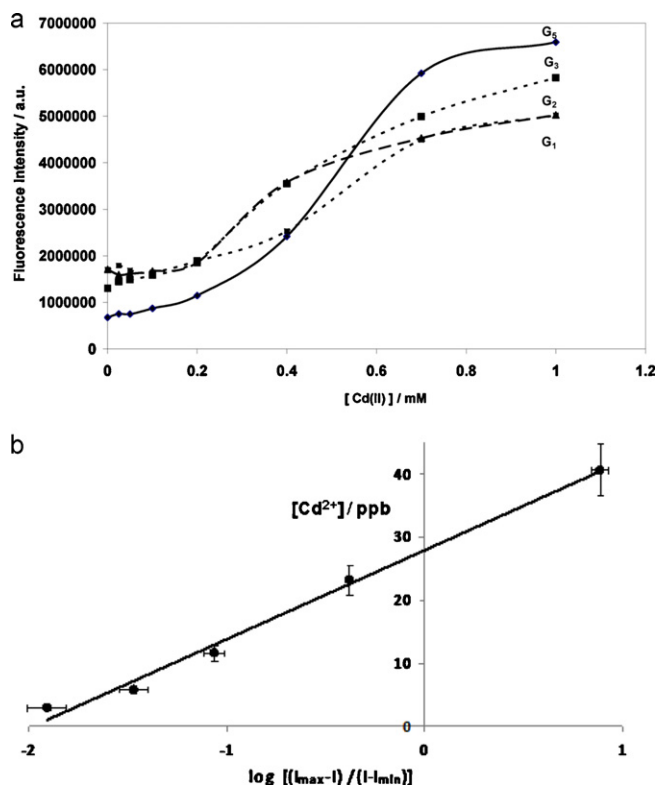 a
7000000
6000000
5000000
4000000
3000000
2000000
1000000
0
Fluorescence Intensity / a.u.
G5
G3
G2
G1
0 0.2 0.4 0.6 0.8 1 1.2
[ Cd(II) ] / mM
b
[Cd²⁺]/ ppb
40
30
20
10
0
-2 -1 0 1
log [(Imax-I) / (I-Imin)]